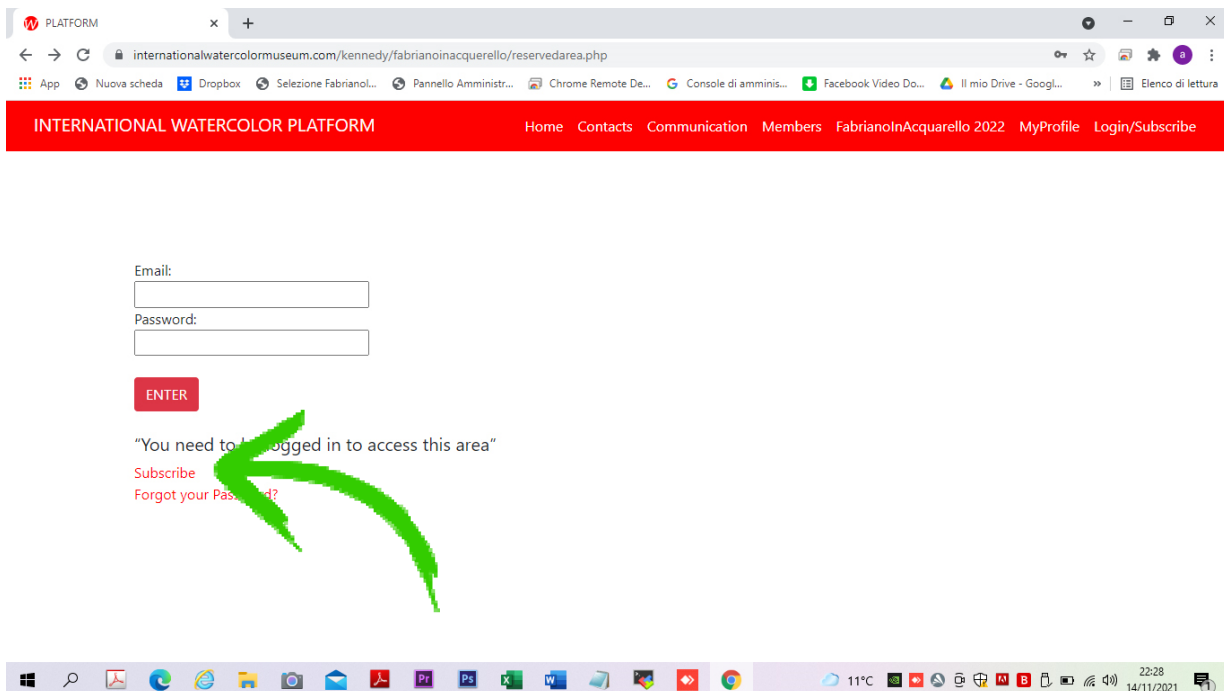 PLATFORM
internationalwatercolormuseum.com/kennedy/fabrianoinacquerello/reservedarea.php
App Nuova scheda Dropbox Selezione Fabrianol... Pannello Amministr... Chrome Remote De... Console di amminis... Facebook Video Do... Il mio Drive - Googl... » Elenco di lettura
INTERNATIONAL WATERCOLOR PLATFORM Home Contacts Communication Members FabrianoInAcquarello 2022 MyProfile Login/Subscribe
Email:
Password:
ENTER
“You need to logged in to access this area”
Subscribe
Forgot your
11°C 22:28
14/11/2021